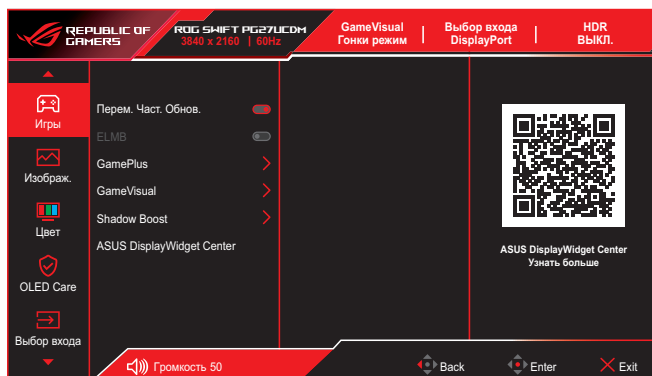 REPUBLIC OF
GAMERS
ROG SWIFT PG27UCDM
3840 x 2160 | 60Hz
GameVisual
Гонки режим
Выбор входа
DisplayPort
HDR
ВЫКЛ.
Игры
Изображ.
Цвет
OLED Care
Выбор входа
Перем. Част. Обнов.
ELMB
GamePlus
GameVisual
Shadow Boost
ASUS DisplayWidget Center
ASUS DisplayWidget Center
Узнать больше
Громкость 50
Back
Enter
Exit